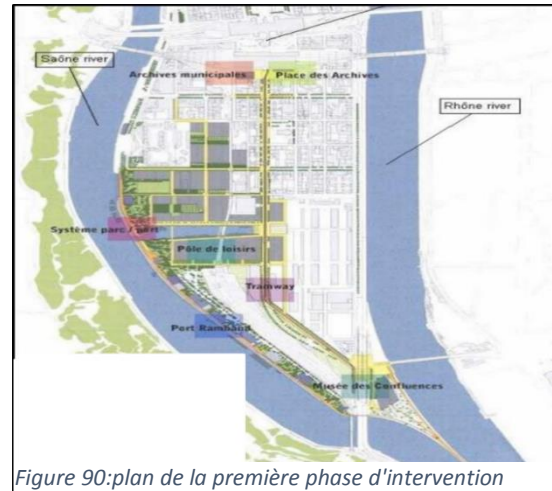 Saône river
Archives municipales
Place des Archives
Rhône river
Système parc / port
Pôle de loisirs
Tramway
Port Rambaud
Musée des Confluences
Figure 90:plan de la première phase d'intervention